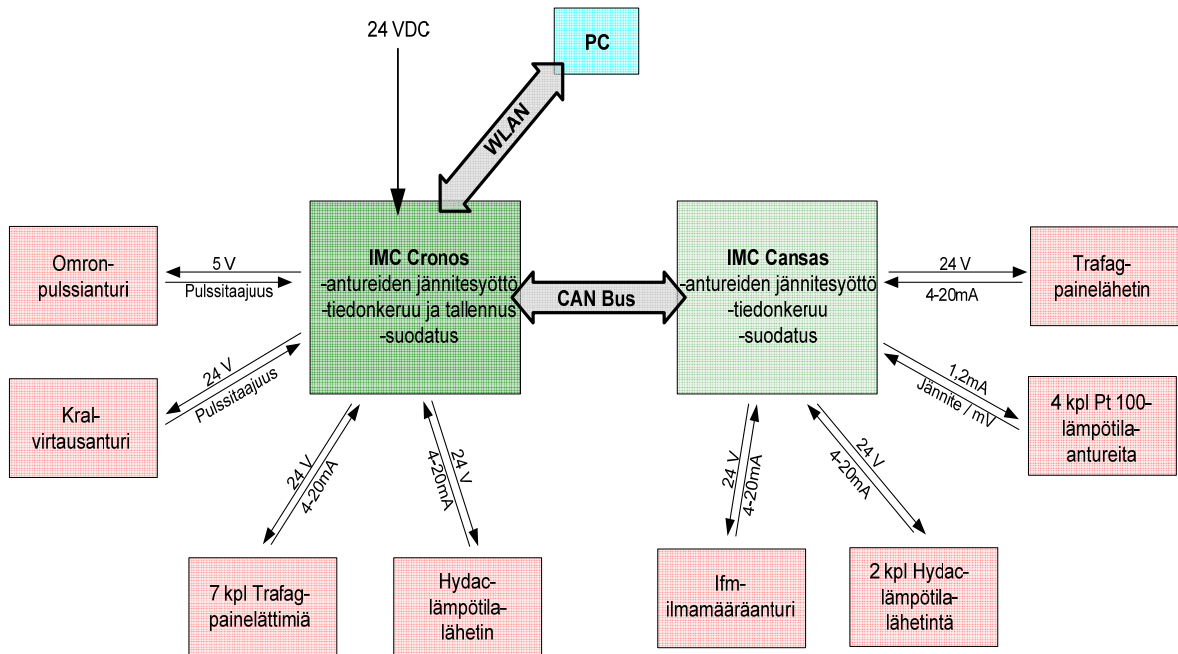 24 VDC
PC
WLAN
IMC Cronos
-antureiden jännitesyöttö
-tiedonkeruu ja tallennus
-suodatus
CAN Bus
IMC Cansas
-antureiden jännitesyöttö
-tiedonkeruu
-suodatus
Omron-
pulssianturi
5 V
Pulssitaajuus
24 V
4-20mA
Trafag-
painelähetin
Kral-
virtausanturi
24 V
Pulssitaajuus
1,2mA
Jännite / mV
4 kpl Pt 100-
lämpötila-
antureita
24 V
4-20mA
24 V
4-20mA
24 V
4-20mA
24 V
4-20mA
7 kpl Trafag-
painelättimiä
Hydac-
lämpötila-
lähetin
Ifm-
ilmamääräanturi
2 kpl Hydac-
lämpötila-
lähetintä